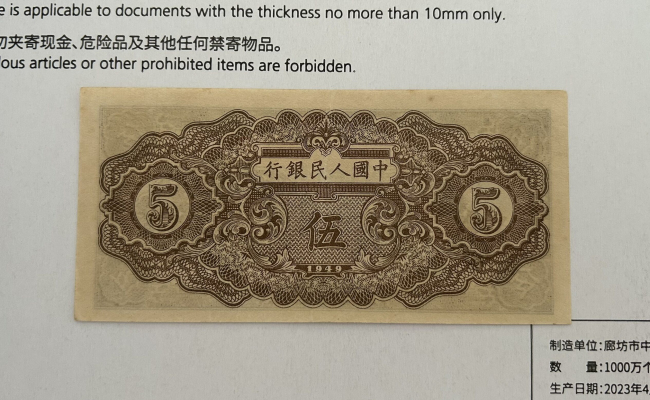 e is applicable to documents with the thickness no more than 10mm only.
勿夹寄现金、危险品及其他任何禁寄物品。
ous articles or other prohibited items are forbidden.
行銀民人國中
5
伍
5
1949
制造单位:廊坊市中
数 量:1000万个
生产日期:2023年4